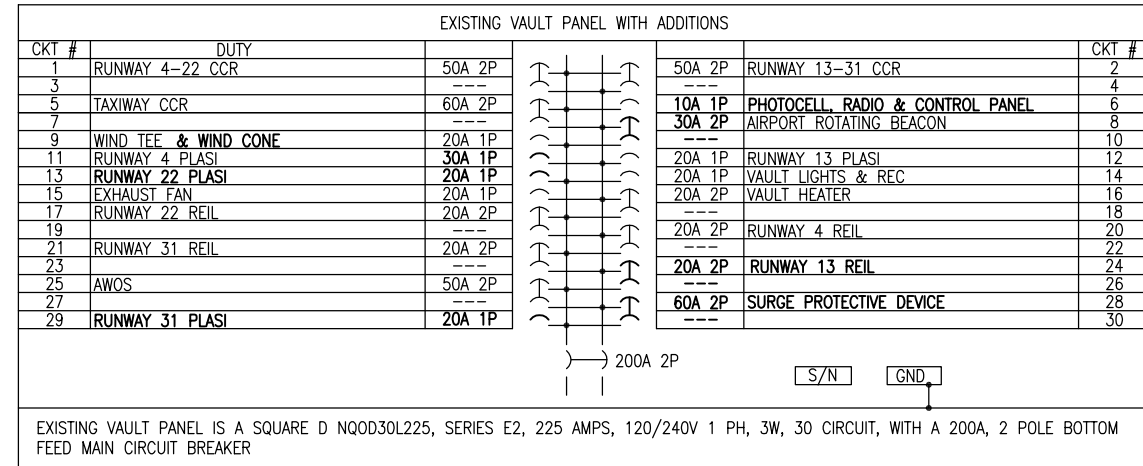 EXISTING VAULT PANEL WITH ADDITIONS
CKT # DUTY CKT #
1 RUNWAY 4-22 CCR 50A 2P 50A 2P RUNWAY 13-31 CCR 2
3 --- --- 4
5 TAXIWAY CCR 60A 2P 10A 1P PHOTOCELL, RADIO & CONTROL PANEL 6
7 --- 30A 2P AIRPORT ROTATING BEACON 8
9 WIND TEE & WIND CONE 20A 1P --- 10
11 RUNWAY 4 PLASI 30A 1P 20A 1P RUNWAY 13 PLASI 12
13 RUNWAY 22 PLASI 20A 1P 20A 1P VAULT LIGHTS & REC 14
15 EXHAUST FAN 20A 1P 20A 2P VAULT HEATER 16
17 RUNWAY 22 REIL 20A 2P --- 18
19 --- 20A 2P RUNWAY 4 REIL 20
21 RUNWAY 31 REIL 20A 2P --- 22
23 --- 20A 2P RUNWAY 13 REIL 24
25 AWOS 50A 2P --- 26
27 --- 60A 2P SURGE PROTECTIVE DEVICE 28
29 RUNWAY 31 PLASI 20A 1P --- 30
200A 2P
S/N GND
EXISTING VAULT PANEL IS A SQUARE D NQOD30L225, SERIES E2, 225 AMPS, 120/240V 1 PH, 3W, 30 CIRCUIT, WITH A 200A, 2 POLE BOTTOM
FEED MAIN CIRCUIT BREAKER